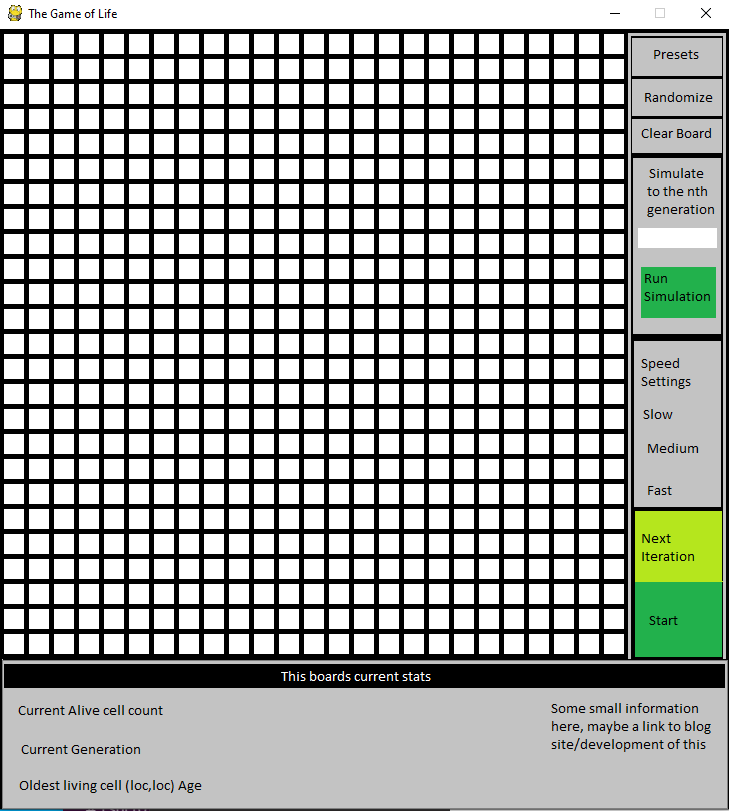 The Game of Life
Presets
Randomize
Clear Board
Simulate
to the nth
generation
Run
Simulation
Speed
Settings
Slow
Medium
Fast
Next
Iteration
Start
This boards current stats
Current Alive cell count
Current Generation
Oldest living cell (loc,loc) Age
Some small information
here, maybe a link to blog
site/development of this